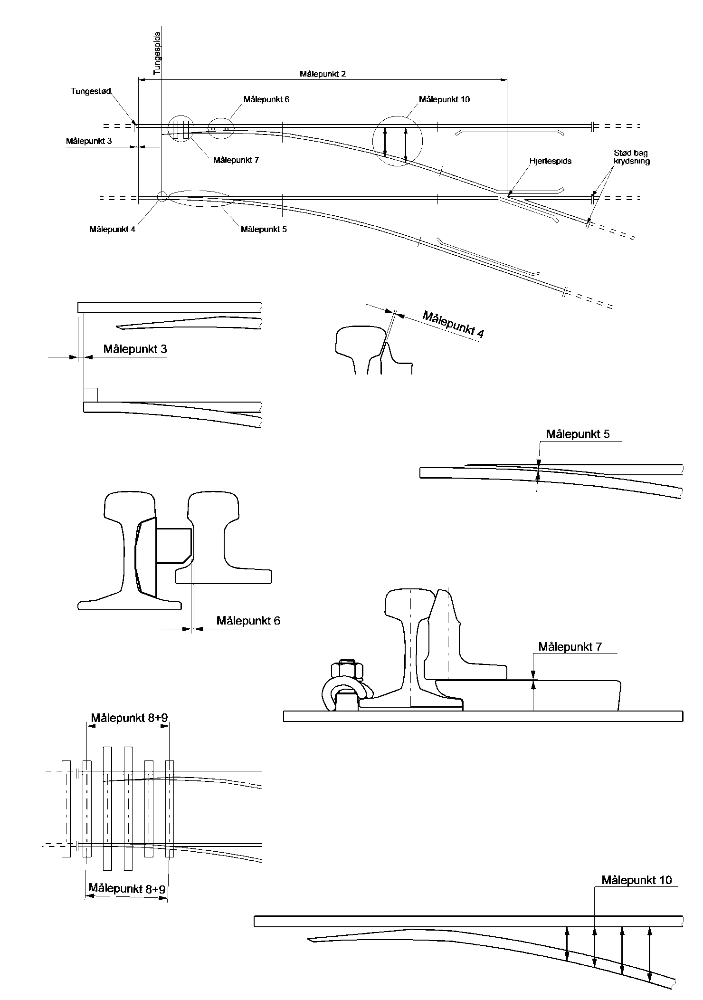 Tungespids
Målepunkt 2
Tungestød
Målepunkt 6
Målepunkt 10
Målepunkt 3
Målepunkt 7
Stød bag
krydsning
Hjertespids
Målepunkt 4
Målepunkt 5
Målepunkt 4
Målepunkt 3
Målepunkt 5
Målepunkt 6
Målepunkt 7
Målepunkt 8+9
Målepunkt 8+9
Målepunkt 10